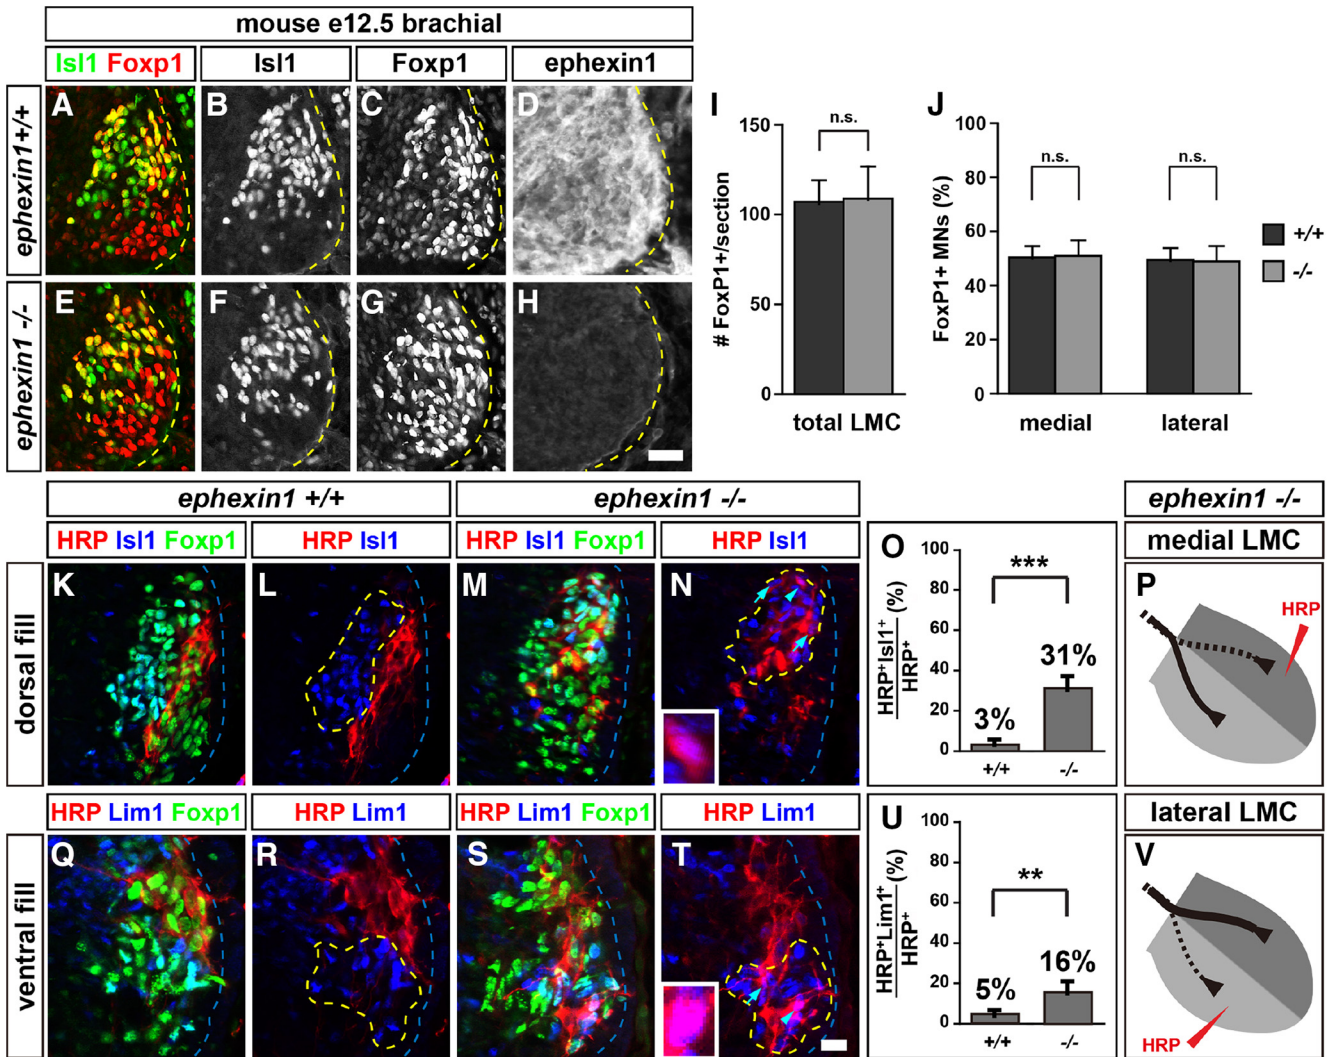 mouse e12.5 brachial
Isl1 Foxp1
Isl1
Foxp1
ephexin1
ephexin1+/+
A
B
C
D
ephexin1 -/-
E
F
G
H
I
# FoxP1+/section
150
100
50
0
n.s.
total LMC
J
FoxP1+ MNs (%)
100
80
60
40
20
0
n.s.
n.s.
medial
lateral
+/+
-/-
ephexin1 +/+
ephexin1 -/-
HRP Isl1 Foxp1
HRP Isl1
HRP Isl1 Foxp1
HRP Isl1
dorsal fill
K
L
M
N
O
HRP+Isl1+
HRP+
(%)
100
80
60
40
20
0
***
3%
31%
+/+
-/-
ephexin1 -/-
medial LMC
P
HRP
HRP Lim1 Foxp1
HRP Lim1
HRP Lim1 Foxp1
HRP Lim1
ventral fill
Q
R
S
T
U
HRP+Lim1+
HRP+
(%)
100
80
60
40
20
0
**
5%
16%
+/+
-/-
lateral LMC
V
HRP